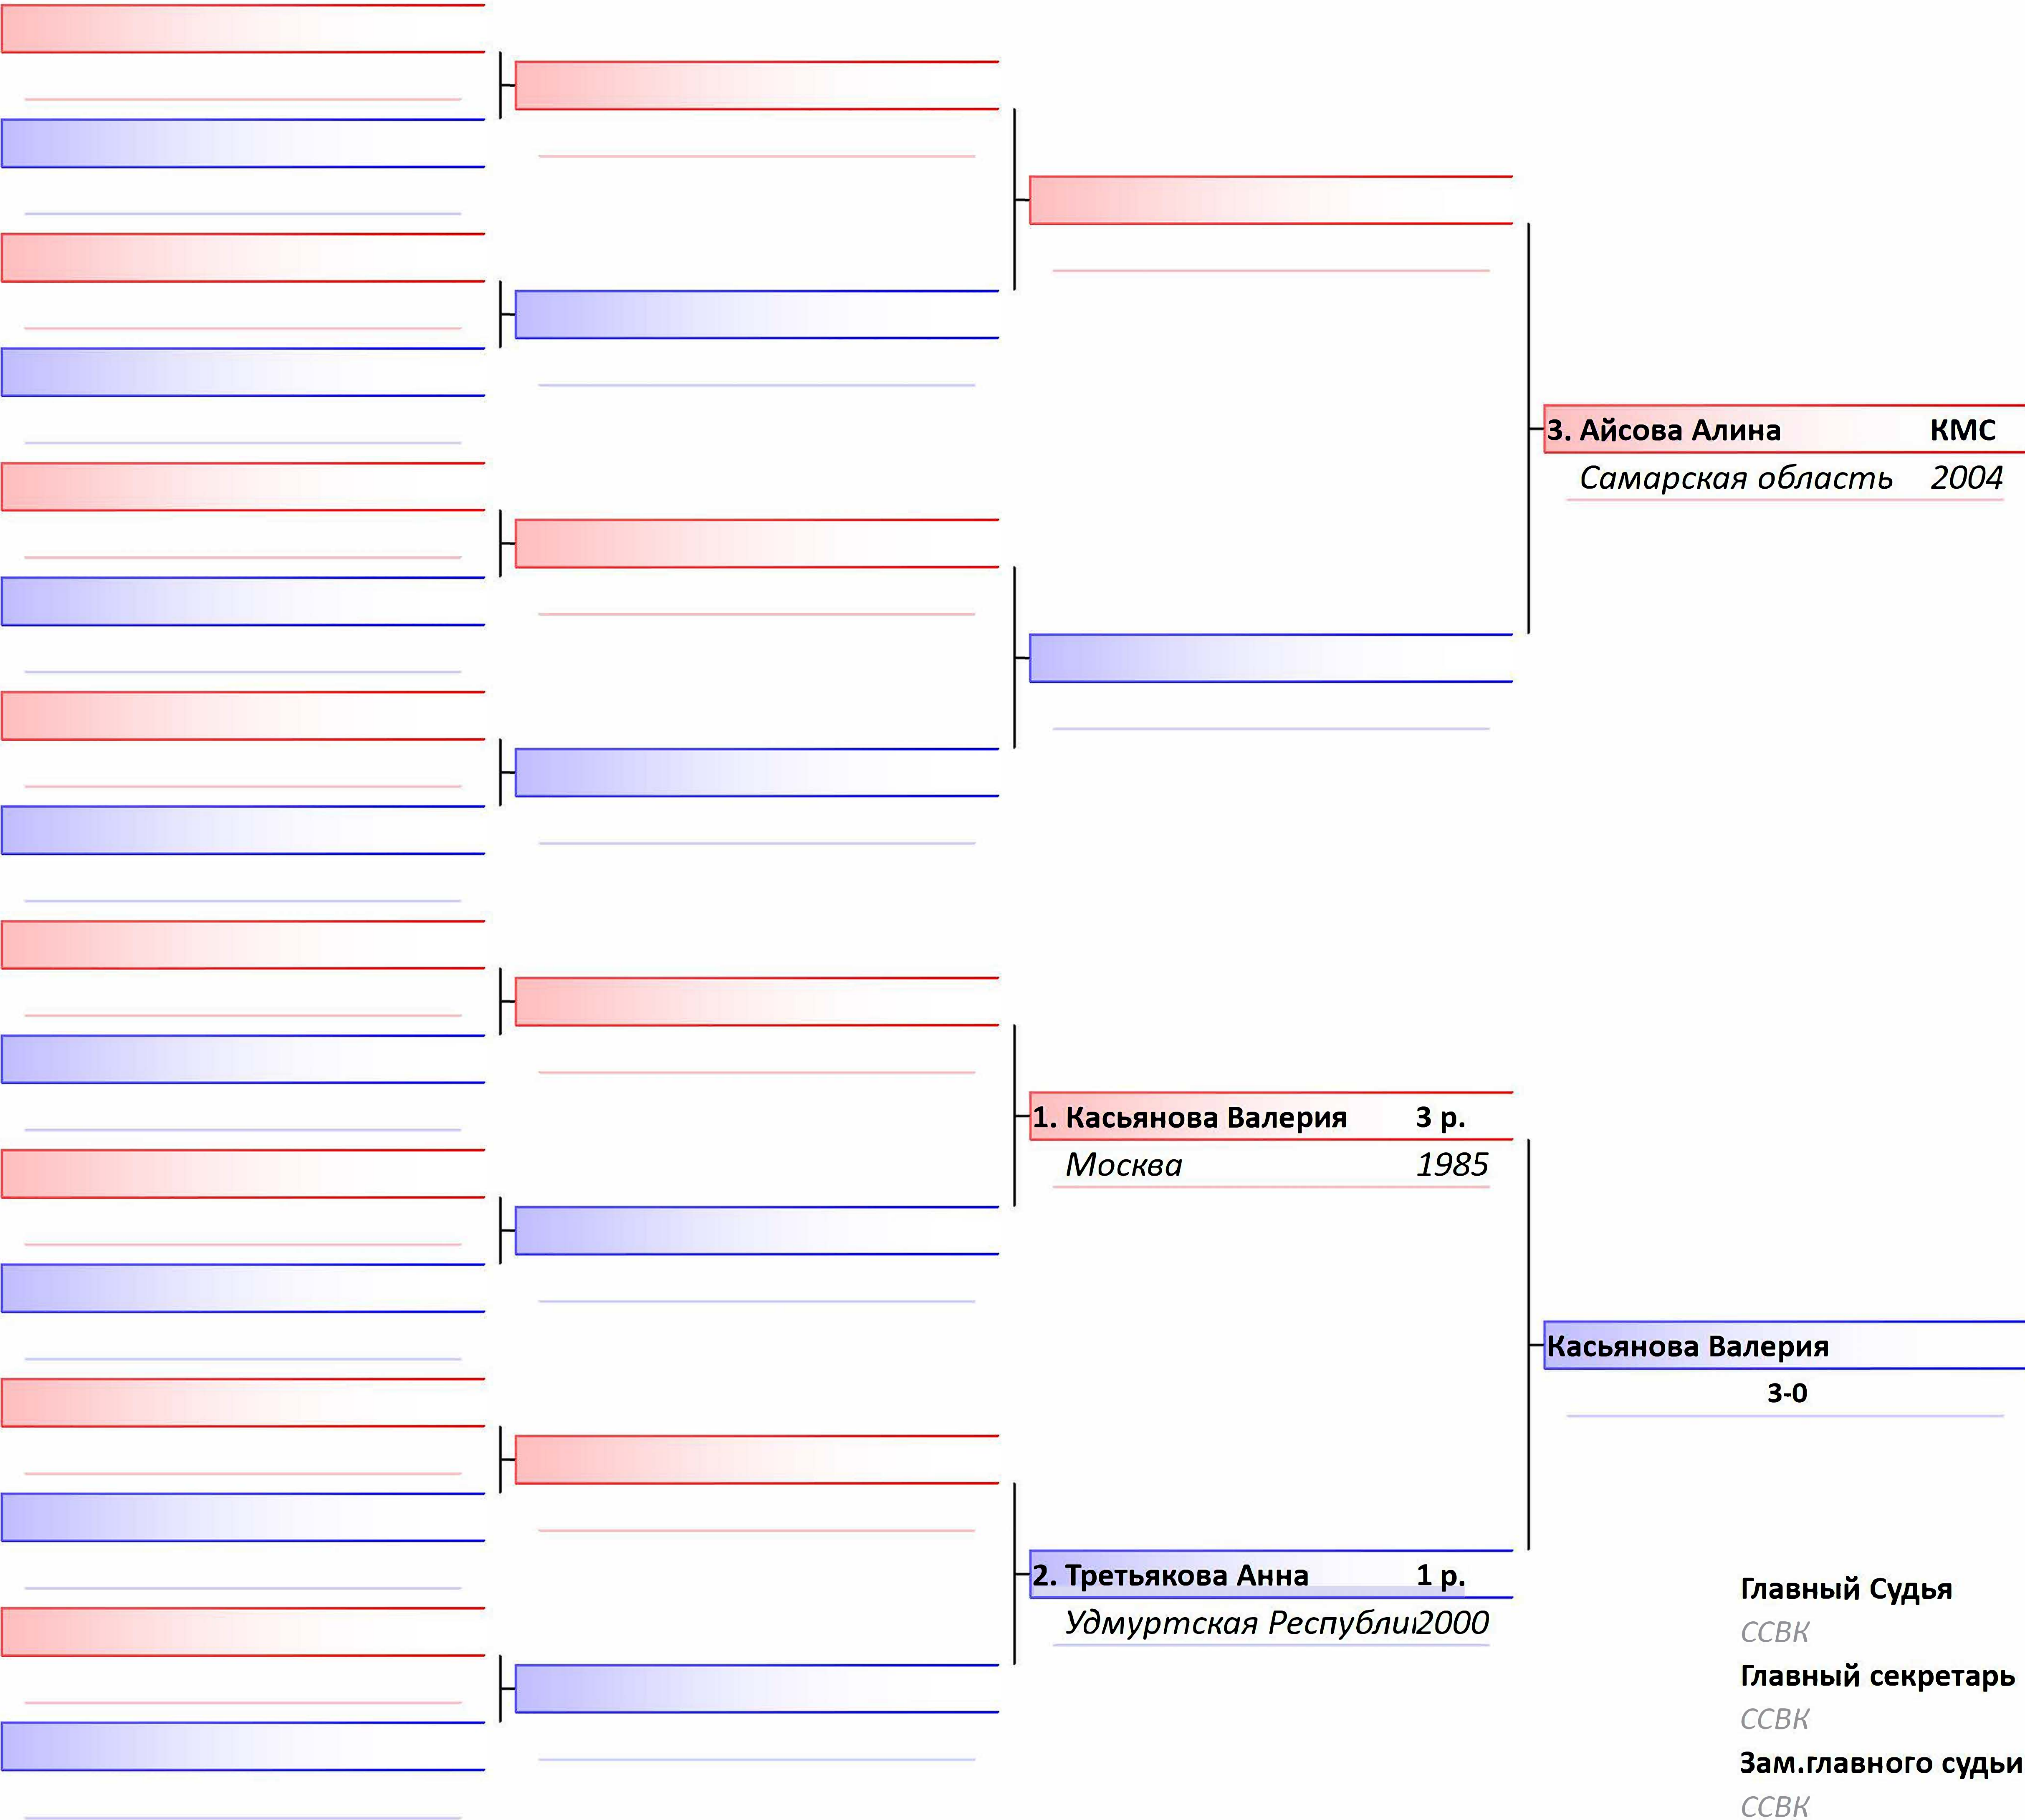 3. Айсова Алина КМС
Самарская область 2004
1. Касьянова Валерия 3 р.
Москва 1985
Касьянова Валерия
3-0
2. Третьякова Анна 1 р.
Удмуртская Республи 2000
Главный Судья
ССВК
Главный секретарь
ССВК
Зам.главного судьи
ССВК